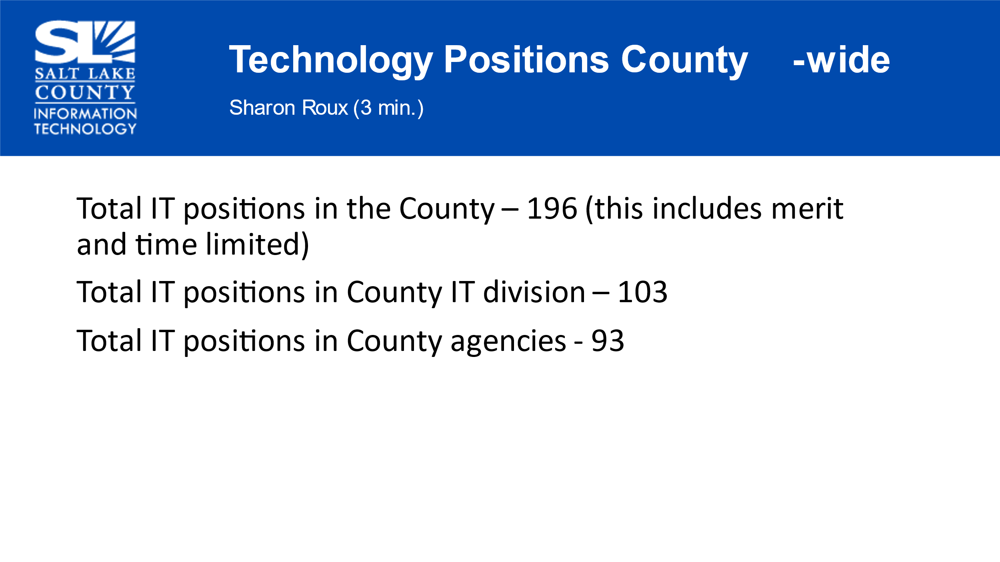 SL
SALT LAKE
COUNTY
INFORMATION
TECHNOLOGY
Technology Positions County -wide
Sharon Roux (3 min.)
Total IT positions in the County – 196 (this includes merit
and time limited)
Total IT positions in County IT division – 103
Total IT positions in County agencies - 93